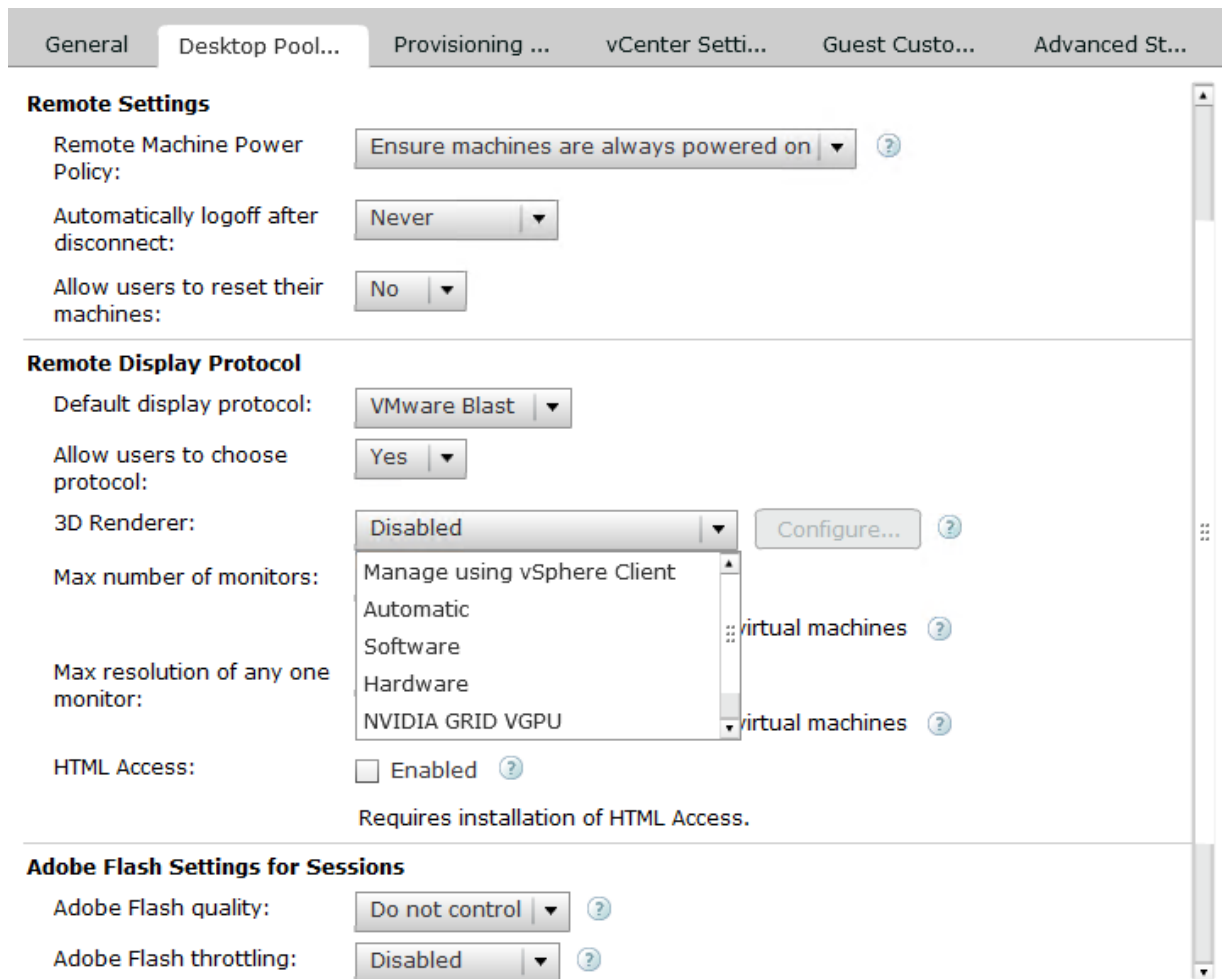 General Desktop Pool... Provisioning ... vCenter Setti... Guest Custo... Advanced St...
Remote Settings
Remote Machine Power
Policy:
Ensure machines are always powered on
Automatically logoff after
disconnect:
Never
Allow users to reset their
machines:
No
Remote Display Protocol
Default display protocol: VMware Blast
Allow users to choose
protocol:
Yes
3D Renderer: Disabled Configure...
Max number of monitors:
Manage using vSphere Client
Automatic
virtual machines
Software
Max resolution of any one
monitor:
Hardware
NVIDIA GRID VGPU
virtual machines
HTML Access: Enabled
Requires installation of HTML Access.
Adobe Flash Settings for Sessions
Adobe Flash quality: Do not control
Adobe Flash throttling: Disabled